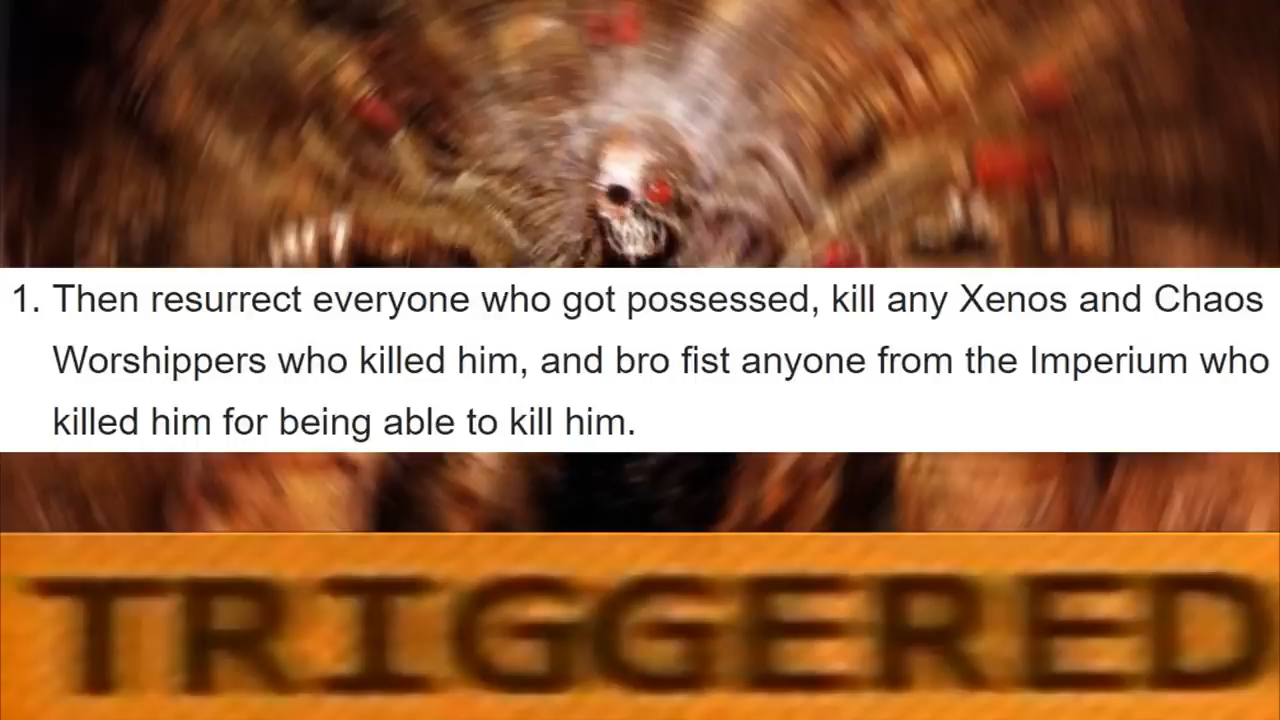 1. Then resurrect everyone who got possessed, kill any Xenos and Chaos
Worshippers who killed him, and bro fist anyone from the Imperium who
killed him for being able to kill him.
TRIGGERED